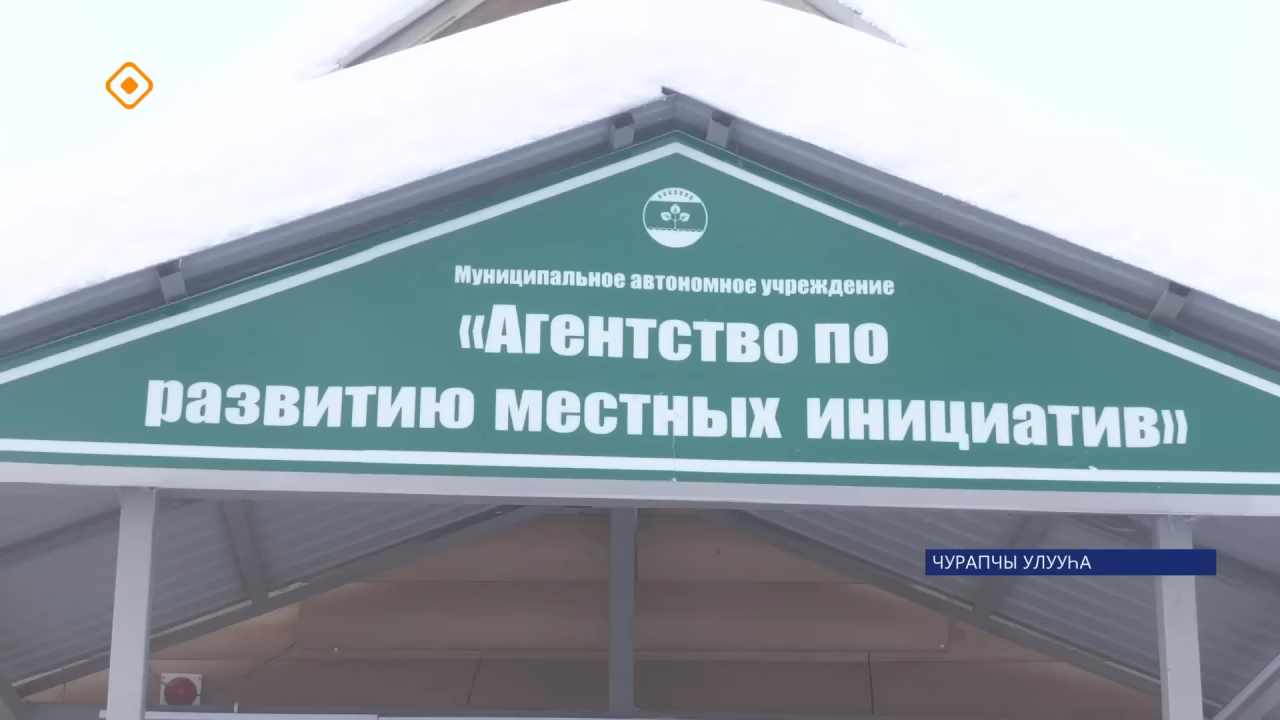 Муниципальное автономное учреждение
«Агентство по
развитию местных инициатив»
ЧУРАПЧЫ УЛУУҺА